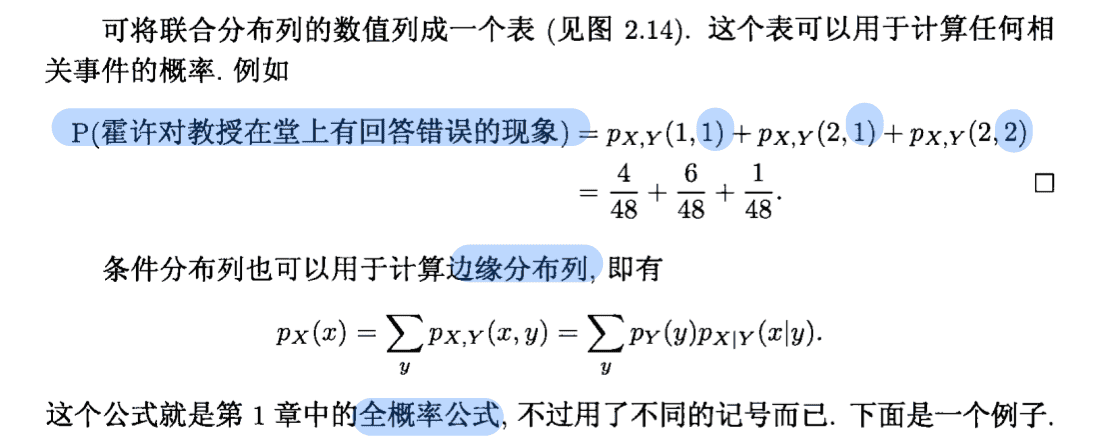 可将联合分布列的数值列成一个表 (见图 2.14). 这个表可以用于计算任何相
关事件的概率. 例如
P(霍许对教授在堂上有回答错误的现象) = p_{X,Y}(1,1) + p_{X,Y}(2,1) + p_{X,Y}(2,2)
= 4/48 + 6/48 + 1/48. □
条件分布列也可以用于计算边缘分布列, 即有
p_X(x) = ∑_y p_{X,Y}(x,y) = ∑_y p_Y(y)p_{X|Y}(x|y).
这个公式就是第 1 章中的全概率公式, 不过用了不同的记号而已. 下面是一个例子.